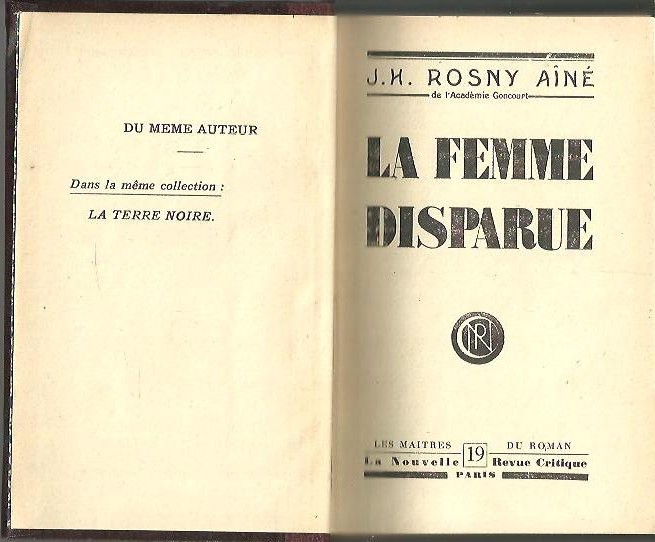 DU MEME AUTEUR
Dans la même collection :
LA TERRE NOIRE.
J.H. ROSNY AÎNÉ
de l'Académie Goncourt
LA FEMME
DISPARUE
NRC
LES MAITRES 19 DU ROMAN
La Nouvelle Revue Critique
PARIS